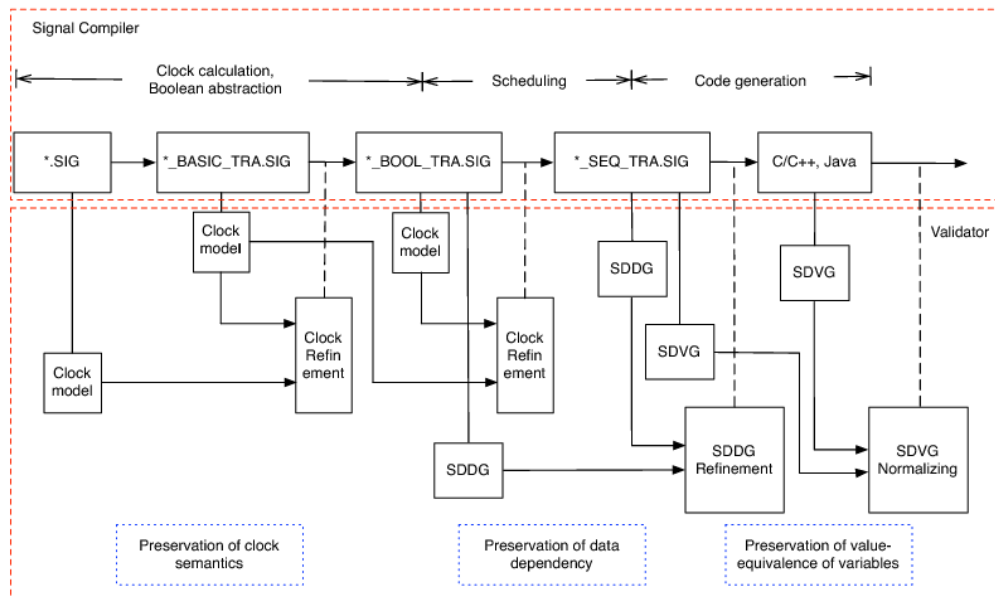 Signal Compiler
Clock calculation,
Boolean abstraction
Scheduling
Code generation
*.SIG
*_BASIC_TRA.SIG
*_BOOL_TRA.SIG
*_SEQ_TRA.SIG
C/C++, Java
Validator
Clock
model
Clock
model
SDDG
SDVG
Clock
Refin
ement
Clock
Refin
ement
SDVG
Clock
model
SDDG
SDDG
Refinement
SDVG
Normalizing
Preservation of clock
semantics
Preservation of data
dependency
Preservation of value-
equivalence of variables